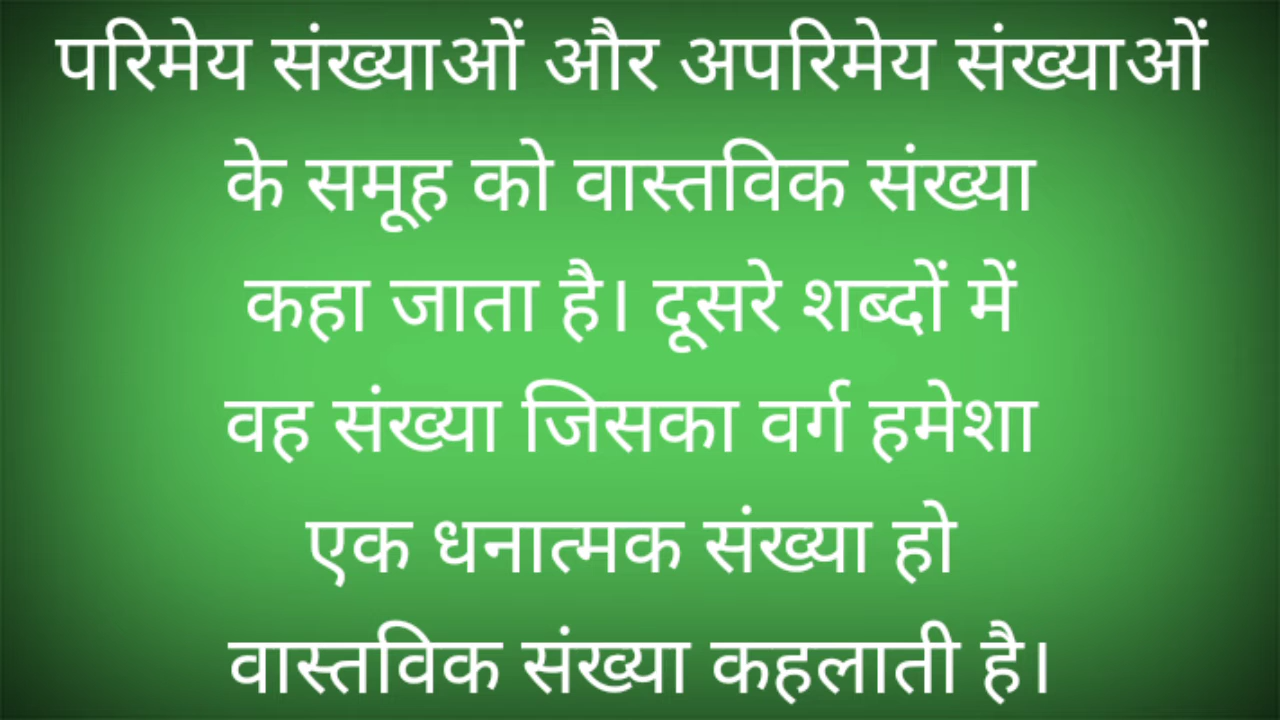 परिमेय संख्याओं और अपरिमेय संख्याओं
के समूह को वास्तविक संख्या
कहा जाता है। दूसरे शब्दों में
वह संख्या जिसका वर्ग हमेशा
एक धनात्मक संख्या हो
वास्तविक संख्या कहलाती है।